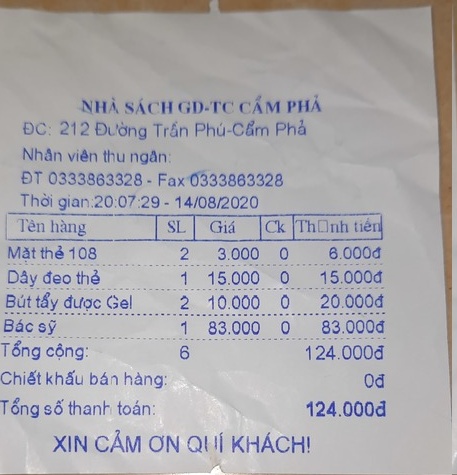 NHÀ SÁCH GD-TC CẨM PHẢ
ĐC: 212 Đường Trần Phú-Cẩm Phả
Nhân viên thu ngân:
ĐT 0333863328 - Fax 0333863328
Thời gian:20:07:29 - 14/08/2020
Tên hàng SL Giá Ck Th□nh tiền
Mặt thẻ 108 2 3.000 0 6.000đ
Dây đeo thẻ 1 15.000 0 15.000đ
Bút tẩy được Gel 2 10.000 0 20.000đ
Bác sỹ 1 83.000 0 83.000đ
Tổng cộng: 6 124.000đ
Chiết khấu bán hàng: 0đ
Tổng số thanh toán: 124.000đ
XIN CẢM ƠN QUÍ KHÁCH!